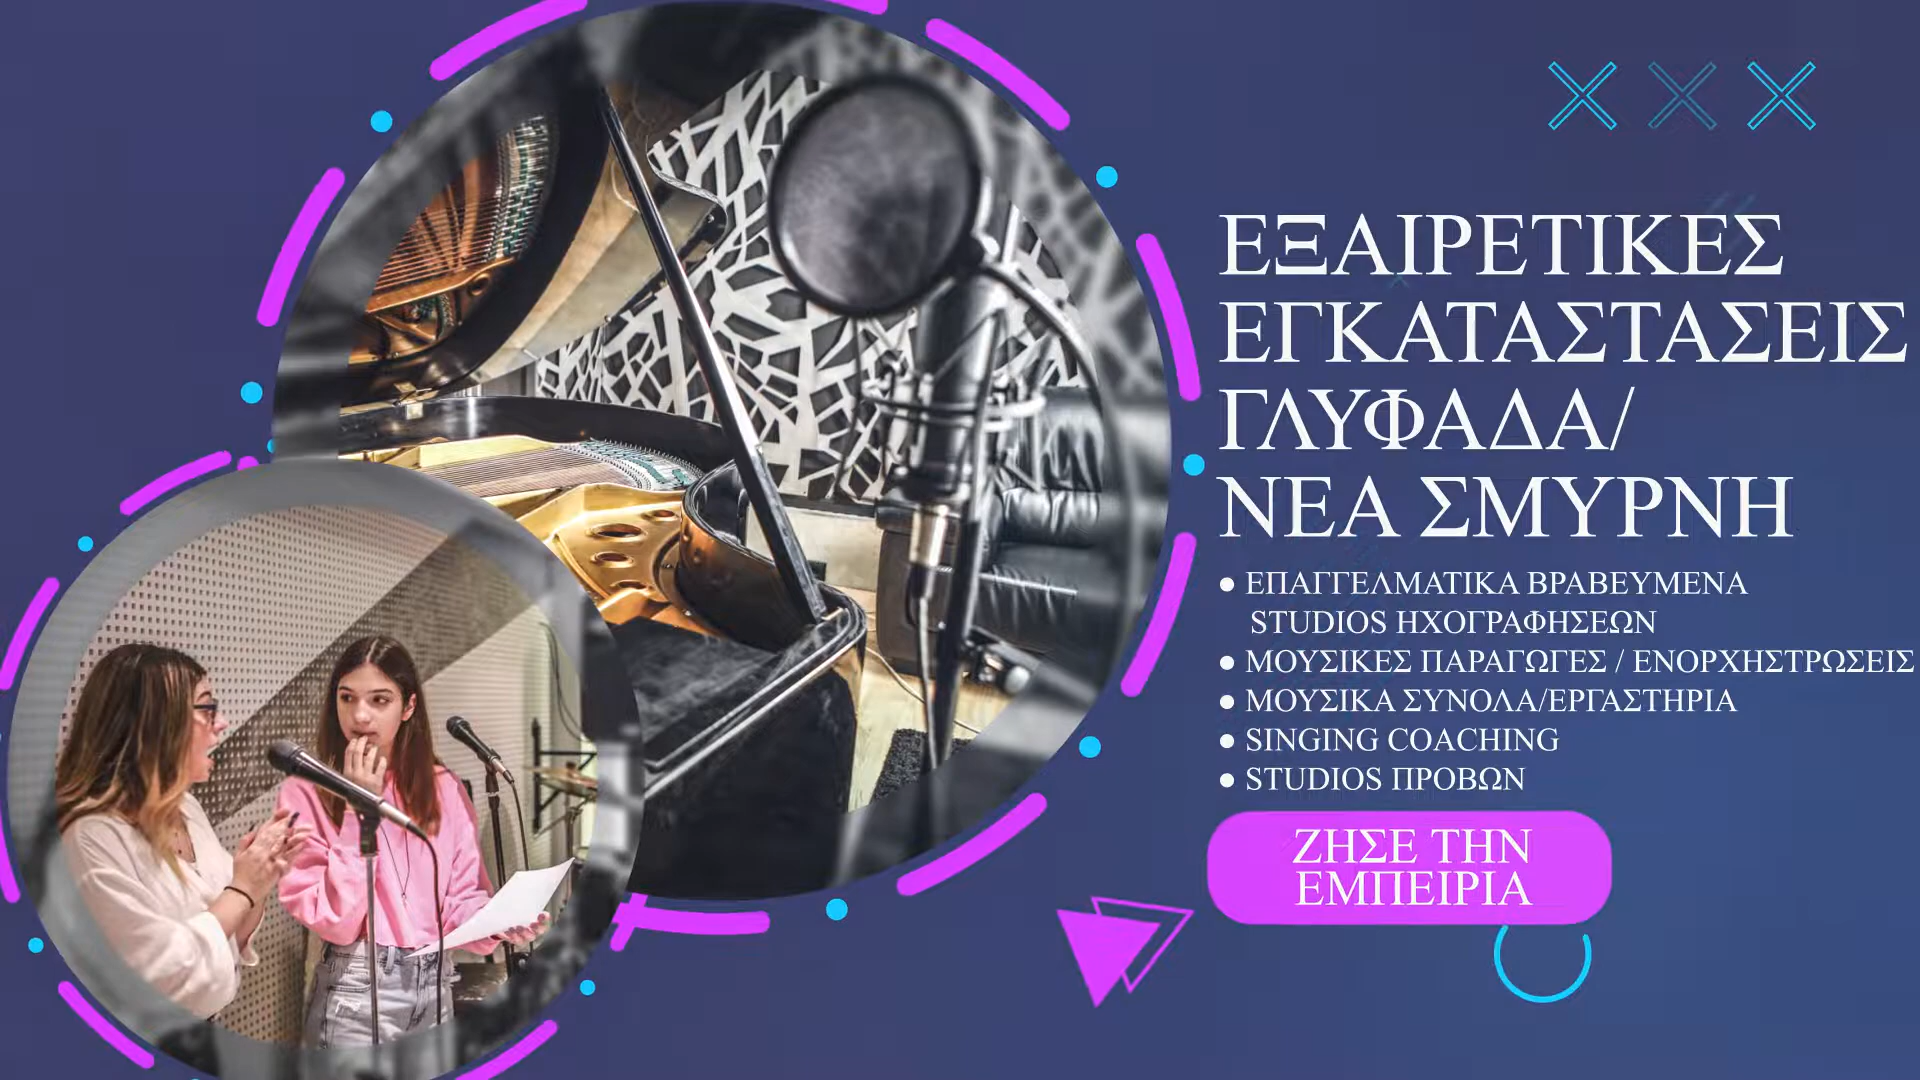 ΕΞΑΙΡΕΤΙΚΕΣ
ΕΓΚΑΤΑΣΤΑΣΕΙΣ
ΓΛΥΦΑΔΑ/
ΝΕΑ ΣΜΥΡΝΗ
● ΕΠΑΓΓΕΛΜΑΤΙΚΑ ΒΡΑΒΕΥΜΕΝΑ
STUDIOS ΗΧΟΓΡΑΦΗΣΕΩΝ
● ΜΟΥΣΙΚΕΣ ΠΑΡΑΓΩΓΕΣ / ΕΝΟΡΧΗΣΤΡΩΣΕΙΣ
● ΜΟΥΣΙΚΑ ΣΥΝΟΛΑ/ΕΡΓΑΣΤΗΡΙΑ
● SINGING COACHING
● STUDIOS ΠΡΟΒΩΝ
ΖΗΣΕ ΤΗΝ
ΕΜΠΕΙΡΙΑ